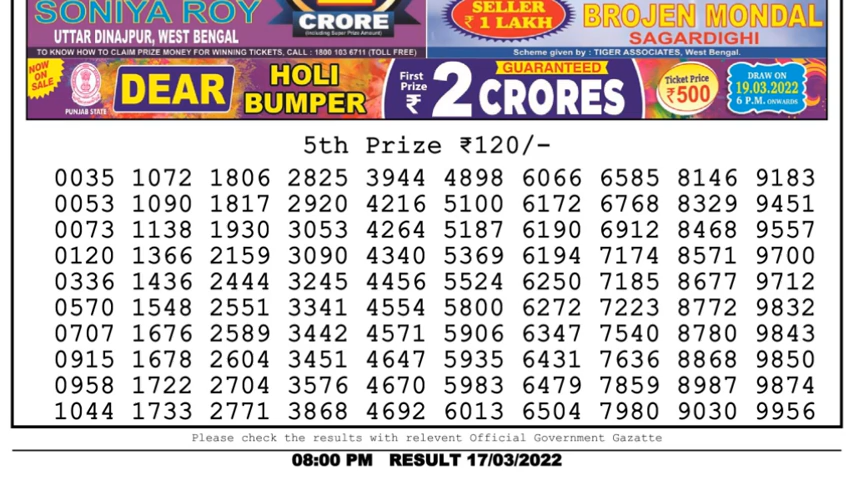 SONIYA ROY
UTTAR DINAJPUR, WEST BENGAL
CRORE
(Including Super Prize Amount)
TO KNOW HOW TO CLAIM PRIZE MONEY FOR WINNING TICKETS, CALL : 1800 103 6711 (TOLL FREE)
SELLER
₹ 1 LAKH
BROJEN MONDAL
SAGARDIGHI
Scheme given by : TIGER ASSOCIATES, West Bengal.
NOW ON SALE
PUNJAB STATE
DEAR
HOLI
BUMPER
First
Prize
₹
GUARANTEED
2 CRORES
Ticket Price
₹500
DRAW ON
19.03.2022
6 P.M. ONWARDS
5th Prize ₹120/-
0035 1072 1806 2825 3944 4898 6066 6585 8146 9183
0053 1090 1817 2920 4216 5100 6172 6768 8329 9451
0073 1138 1930 3053 4264 5187 6190 6912 8468 9557
0120 1366 2159 3090 4340 5369 6194 7174 8571 9700
0336 1436 2444 3245 4456 5524 6250 7185 8677 9712
0570 1548 2551 3341 4554 5800 6272 7223 8772 9832
0707 1676 2589 3442 4571 5906 6347 7540 8780 9843
0915 1678 2604 3451 4647 5935 6431 7636 8868 9850
0958 1722 2704 3576 4670 5983 6479 7859 8987 9874
1044 1733 2771 3868 4692 6013 6504 7980 9030 9956
Please check the results with relevent Official Government Gazatte
08:00 PM RESULT 17/03/2022